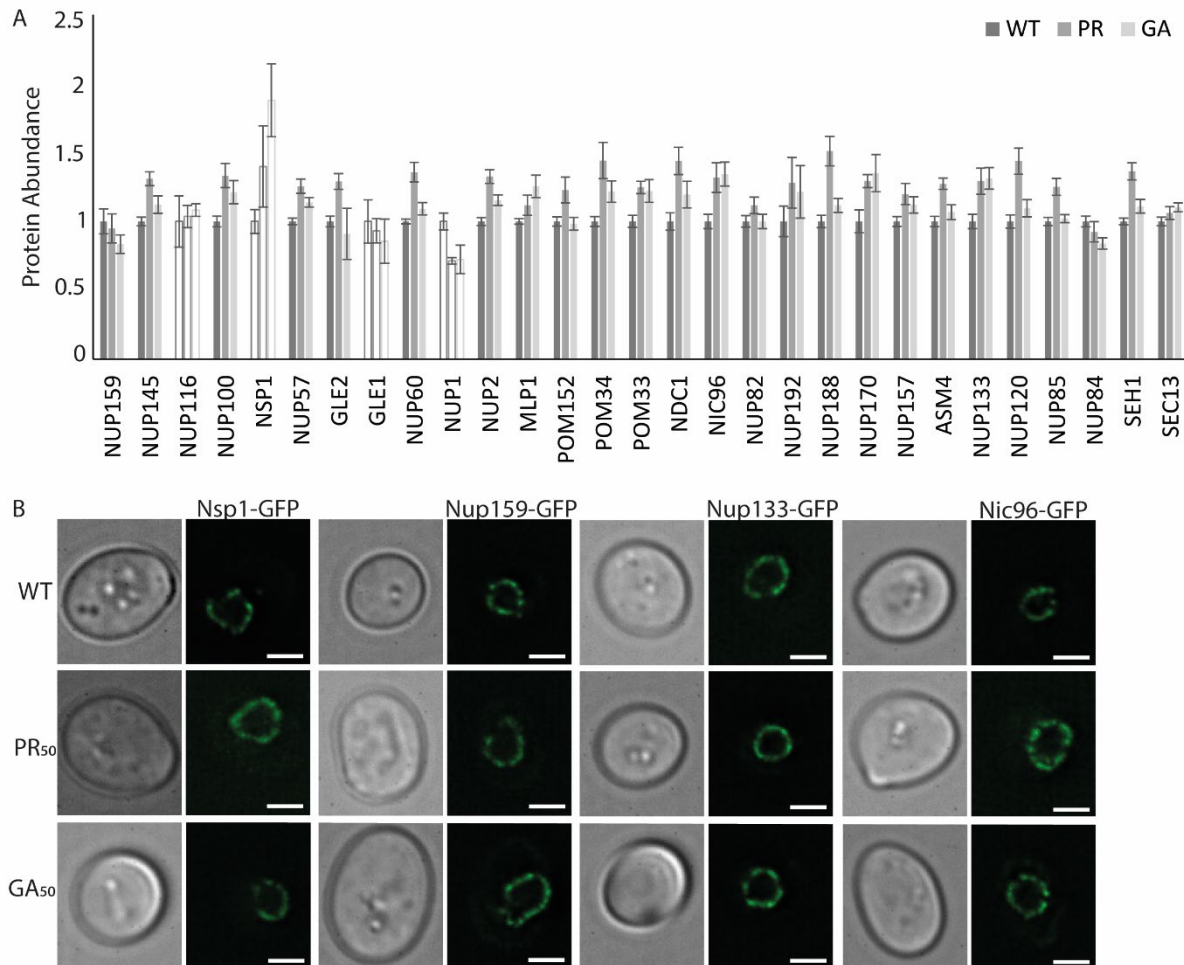 A
2.5
2
1.5
1
0.5
0
Protein Abundance
WT PR GA
NUP159
NUP145
NUP116
NUP100
NSP1
NUP57
GLE2
GLE1
NUP60
NUP1
NUP2
MLP1
POM152
POM34
POM33
NDC1
NIC96
NUP82
NUP192
NUP188
NUP170
NUP157
ASM4
NUP133
NUP120
NUP85
NUP84
SEH1
SEC13
B
Nsp1-GFP Nup159-GFP Nup133-GFP Nic96-GFP
WT
PR50
GA50